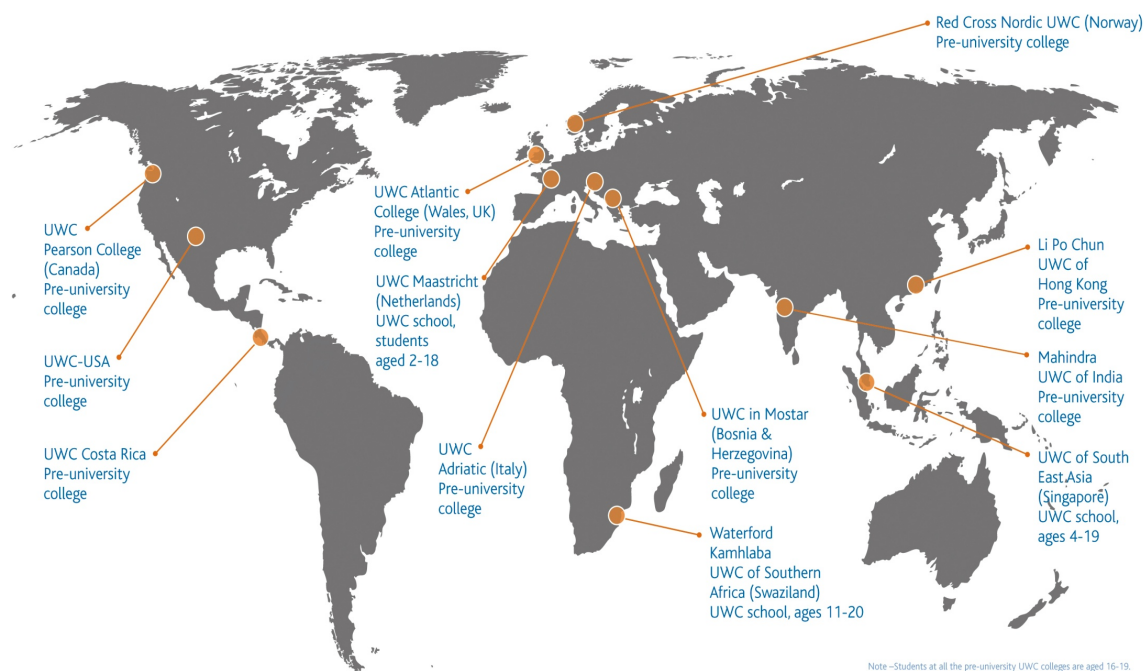 Red Cross Nordic UWC (Norway)
Pre-university college
UWC Atlantic
College (Wales, UK)
Pre-university
college
UWC
Pearson College
(Canada)
Pre-university
college
UWC Maastricht
(Netherlands)
UWC school,
students
aged 2-18
Li Po Chun
UWC of
Hong Kong
Pre-university
college
UWC-USA
Pre-university
college
Mahindra
UWC of India
Pre-university
college
UWC Costa Rica
Pre-university
college
UWC
Adriatic (Italy)
Pre-university
college
UWC in Mostar
(Bosnia &
Herzegovina)
Pre-university
college
UWC of South
East Asia
(Singapore)
UWC school,
ages 4-19
Waterford
Kamhlaba
UWC of Southern
Africa (Swaziland)
UWC school, ages 11-20
Note –Students at all the pre-university UWC colleges are aged 16-19.